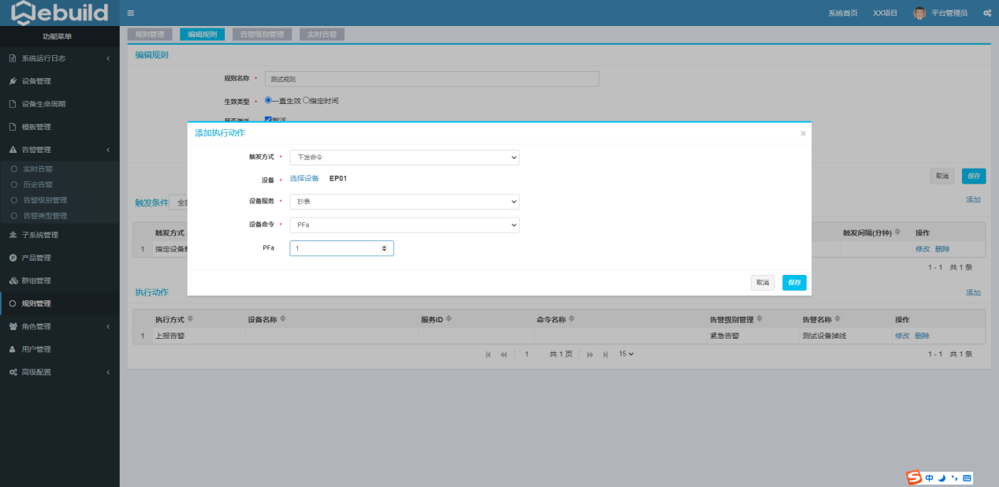 Webuild
系统首页 XX项目 平台管理员
功能菜单
系统运行日志
设备管理
设备生命周期
模板管理
告警管理
实时告警
历史告警
告警级别管理
告警类型管理
子系统管理
产品管理
群组管理
规则管理
角色管理
用户管理
高级配置
规则管理 编辑规则 告警级别管理 实时告警
编辑规则
规则名称 * 测试规则
生效类型 * 一直生效 指定时间
激活
取消 保存
触发条件 添加
触发方式 触发间隔(分钟) 操作
1 指定设备 修改 删除
1 - 1 共 1 条
添加执行动作 ×
触发方式 * 下发命令
设备 * 选择设备 EP01
设备服务 * 抄表
设备命令 * PFa
PFa 1
取消 保存
执行动作 添加
执行方式 设备名称 服务ID 命令名称 告警级别管理 告警名称 操作
1 上报告警 紧急告警 测试设备掉线 修改 删除
1 共 1 页 15 1 - 1 共 1 条
S 中